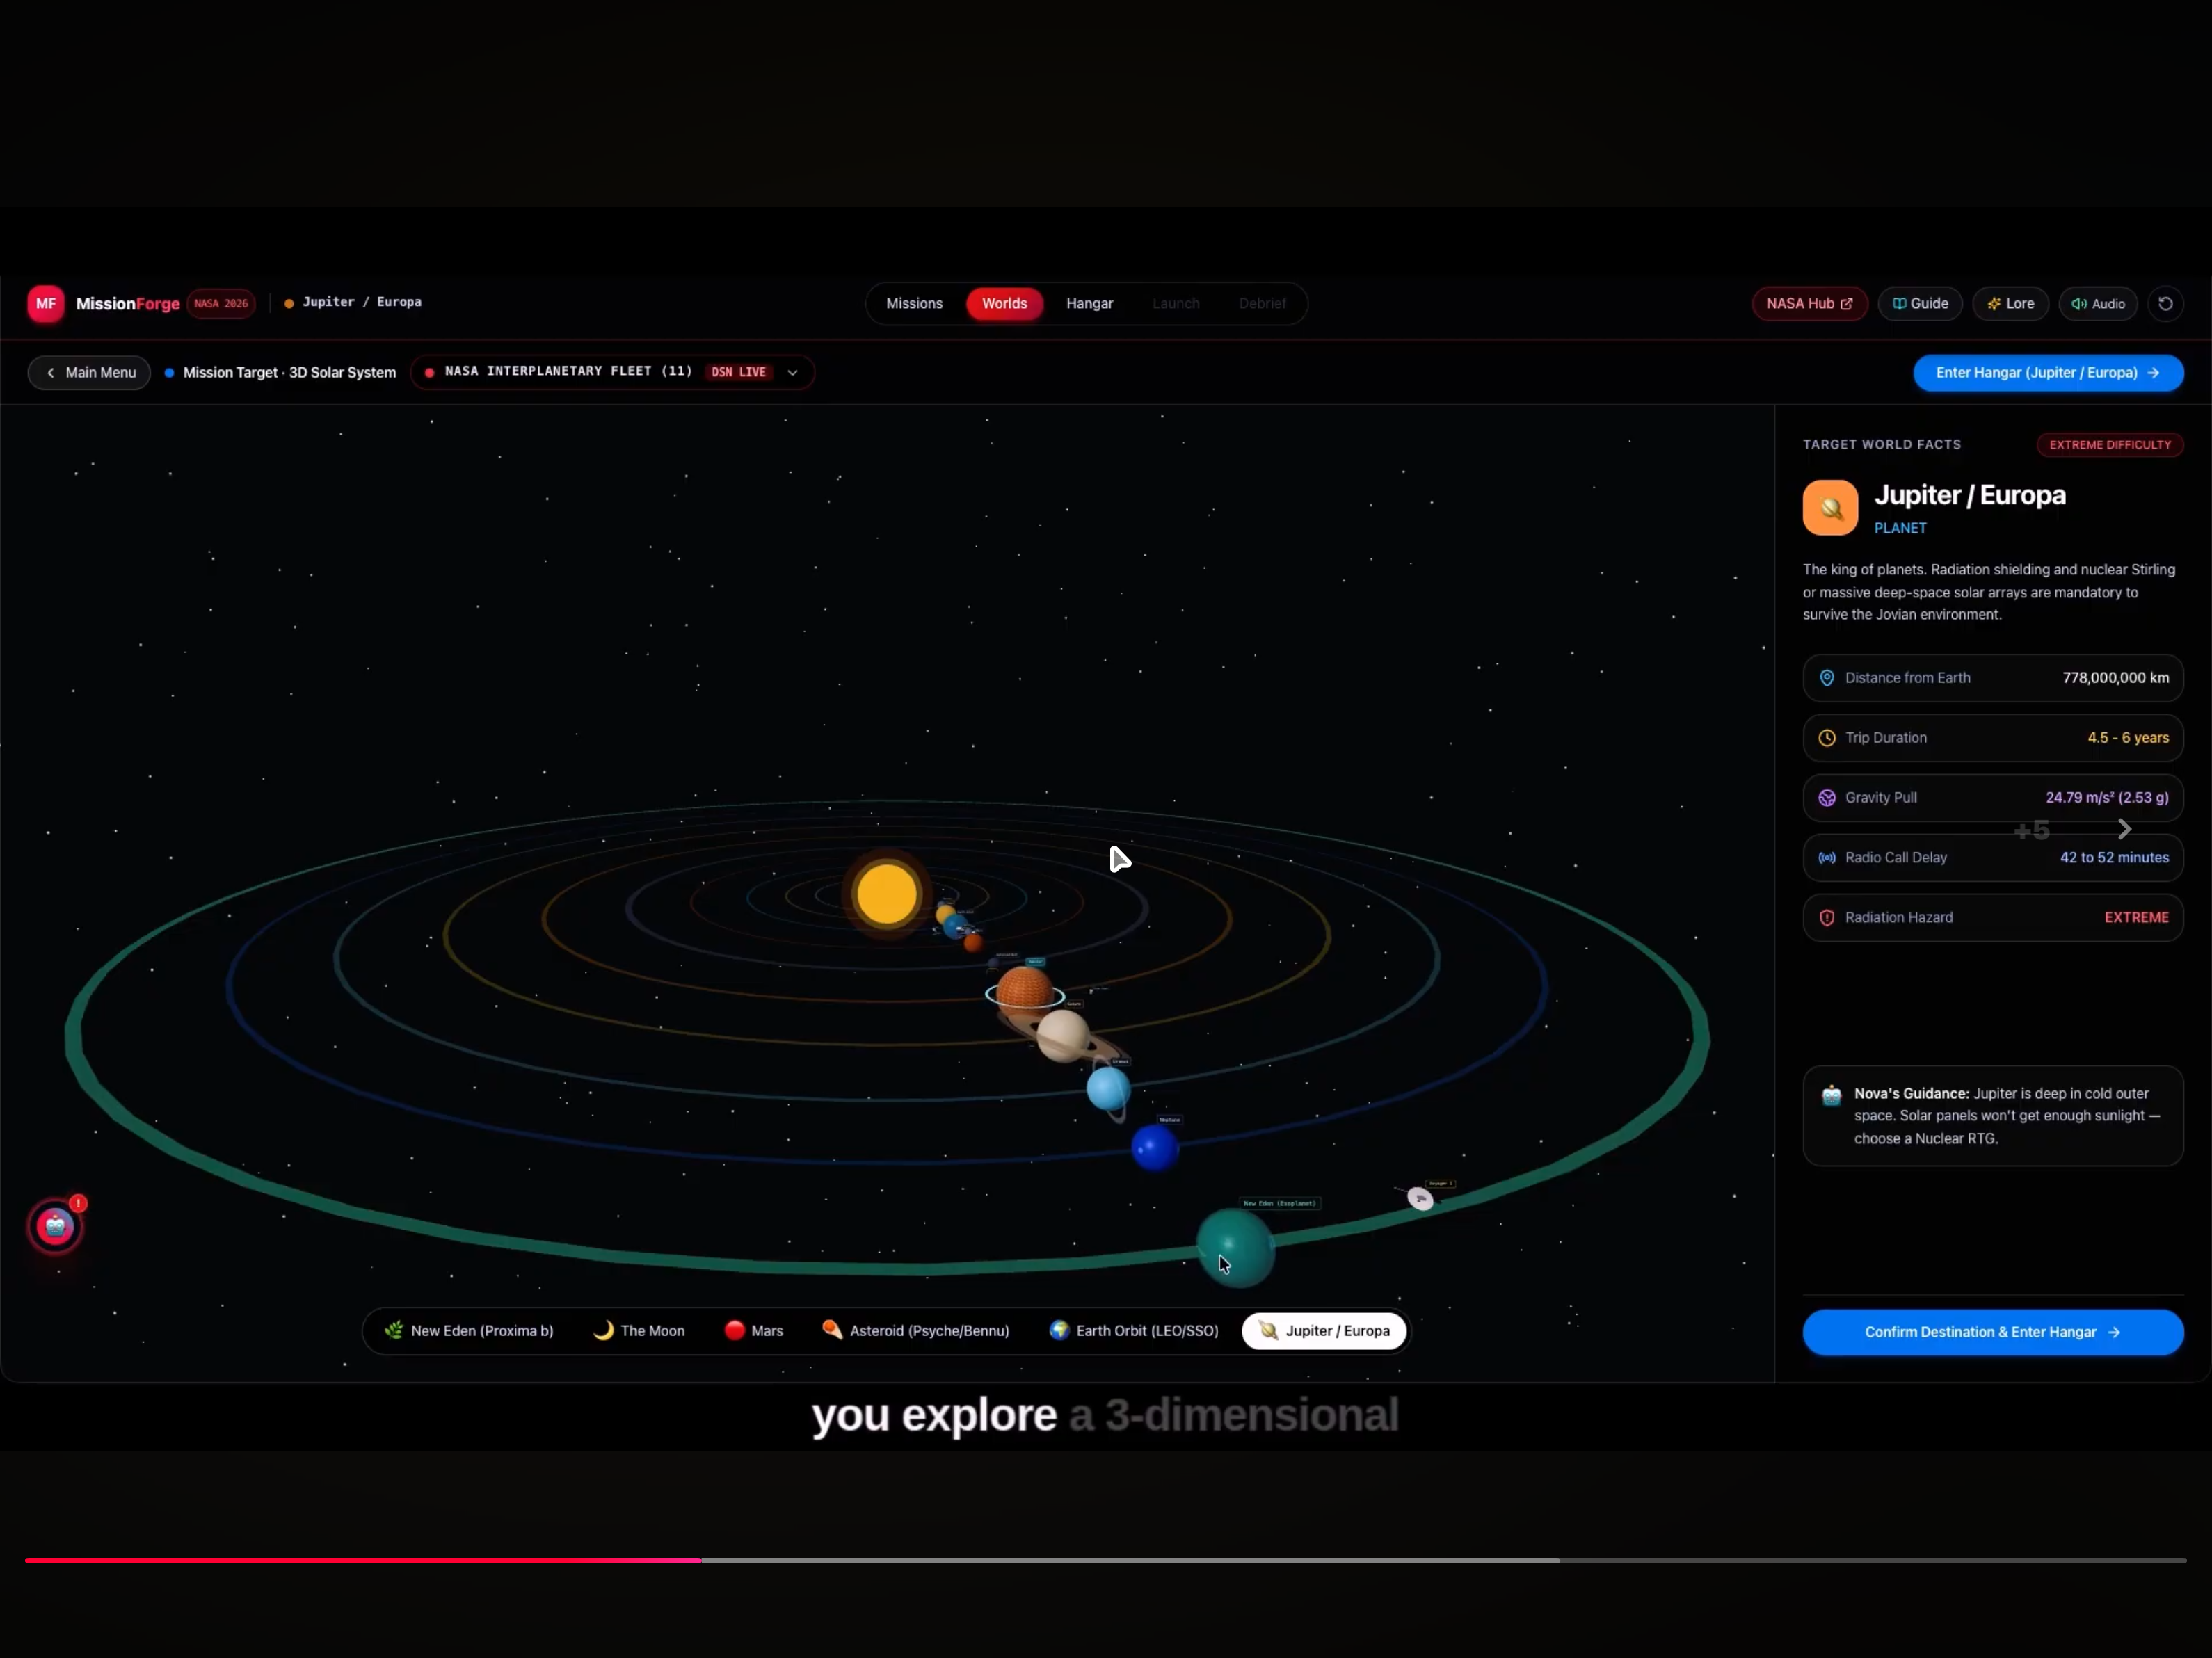 MF MissionForge NASA 2026 Jupiter / Europa
Missions Worlds Hangar Launch Debrief
NASA Hub Guide Lore Audio
Main Menu Mission Target · 3D Solar System NASA INTERPLANETARY FLEET (11) DSN LIVE
Enter Hangar (Jupiter / Europa)
TARGET WORLD FACTS EXTREME DIFFICULTY
Jupiter / Europa
PLANET
The king of planets. Radiation shielding and nuclear Stirling
or massive deep-space solar arrays are mandatory to
survive the Jovian environment.
Distance from Earth 778,000,000 km
Trip Duration 4.5 - 6 years
Gravity Pull 24.79 m/s² (2.53 g)
+5
Radio Call Delay 42 to 52 minutes
Radiation Hazard EXTREME
Nova's Guidance: Jupiter is deep in cold outer
space. Solar panels won't get enough sunlight —
choose a Nuclear RTG.
Neptune
New Eden (Exoplanet)
New Eden (Proxima b) The Moon Mars Asteroid (Psyche/Bennu) Earth Orbit (LEO/SSO) Jupiter / Europa
Confirm Destination & Enter Hangar
you explore a 3-dimensional